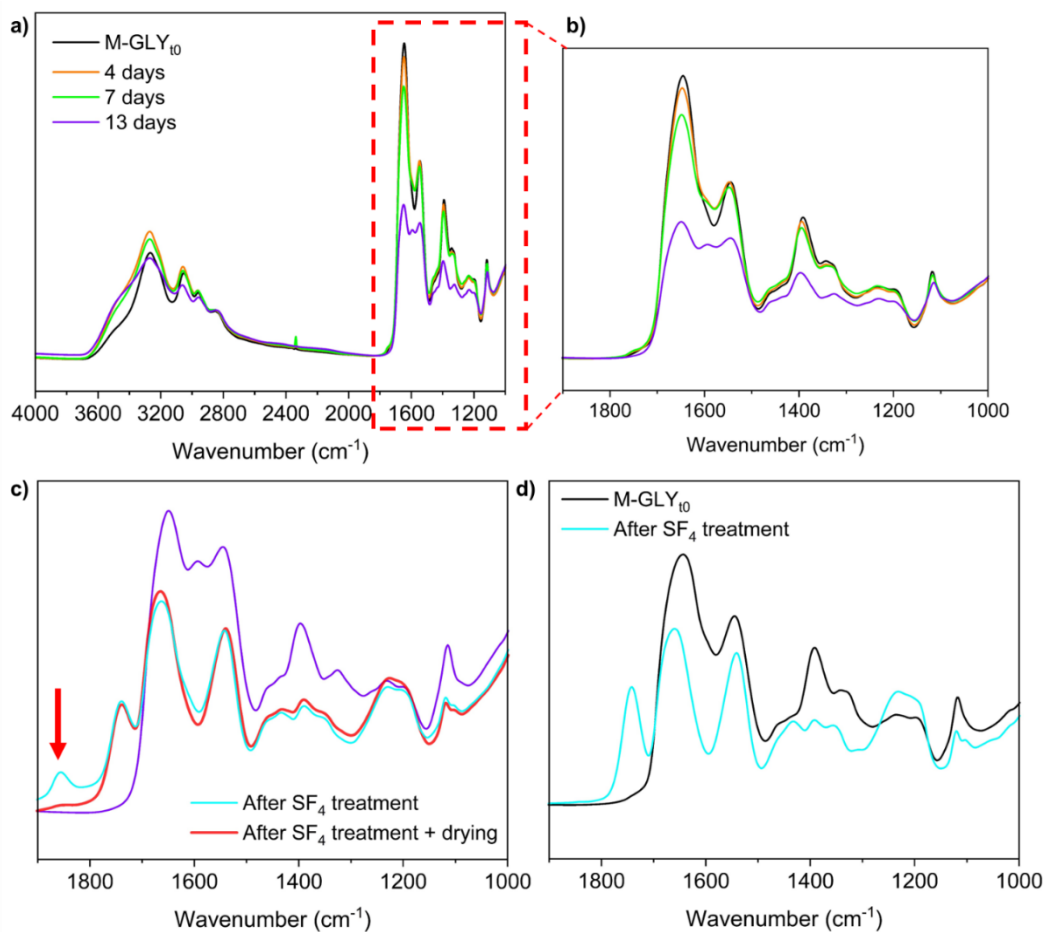 a)
M-GLYt0
4 days
7 days
13 days
4000 3600 3200 2800 2400 2000 1600 1200 1000
Wavenumber (cm-1)
b)
1800 1600 1400 1200 1000
Wavenumber (cm-1)
c)
After SF4 treatment
After SF4 treatment + drying
1800 1600 1400 1200 1000
Wavenumber (cm-1)
d)
M-GLYt0
After SF4 treatment
1800 1600 1400 1200 1000
Wavenumber (cm-1)